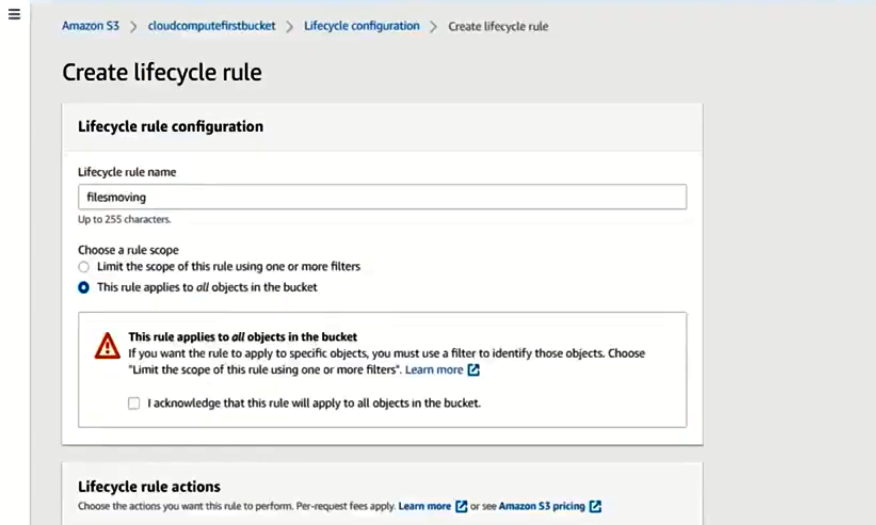 Amazon S3 > cloudcomputefirstbucket > Lifecycle configuration > Create lifecycle rule
Create lifecycle rule
Lifecycle rule configuration
Lifecycle rule name
filesmoving
Up to 255 characters.
Choose a rule scope
Limit the scope of this rule using one or more filters
This rule applies to all objects in the bucket
This rule applies to all objects in the bucket
If you want the rule to apply to specific objects, you must use a filter to identify those objects. Choose
"Limit the scope of this rule using one or more filters". Learn more
I acknowledge that this rule will apply to all objects in the bucket.
Lifecycle rule actions
Choose the actions you want this rule to perform. Per-request fees apply. Learn more or see Amazon S3 pricing